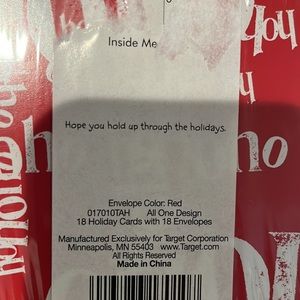 Inside Me
you
Hope you hold up through the holidays.
ho
Envelope Color: Red
017010TAH All One Design
18 Holiday Cards with 18 Envelopes
Manufactured Exclusively for Target Corporation
Minneapolis, MN 55403 www.Target.com
All Rights Reserved
Made in China